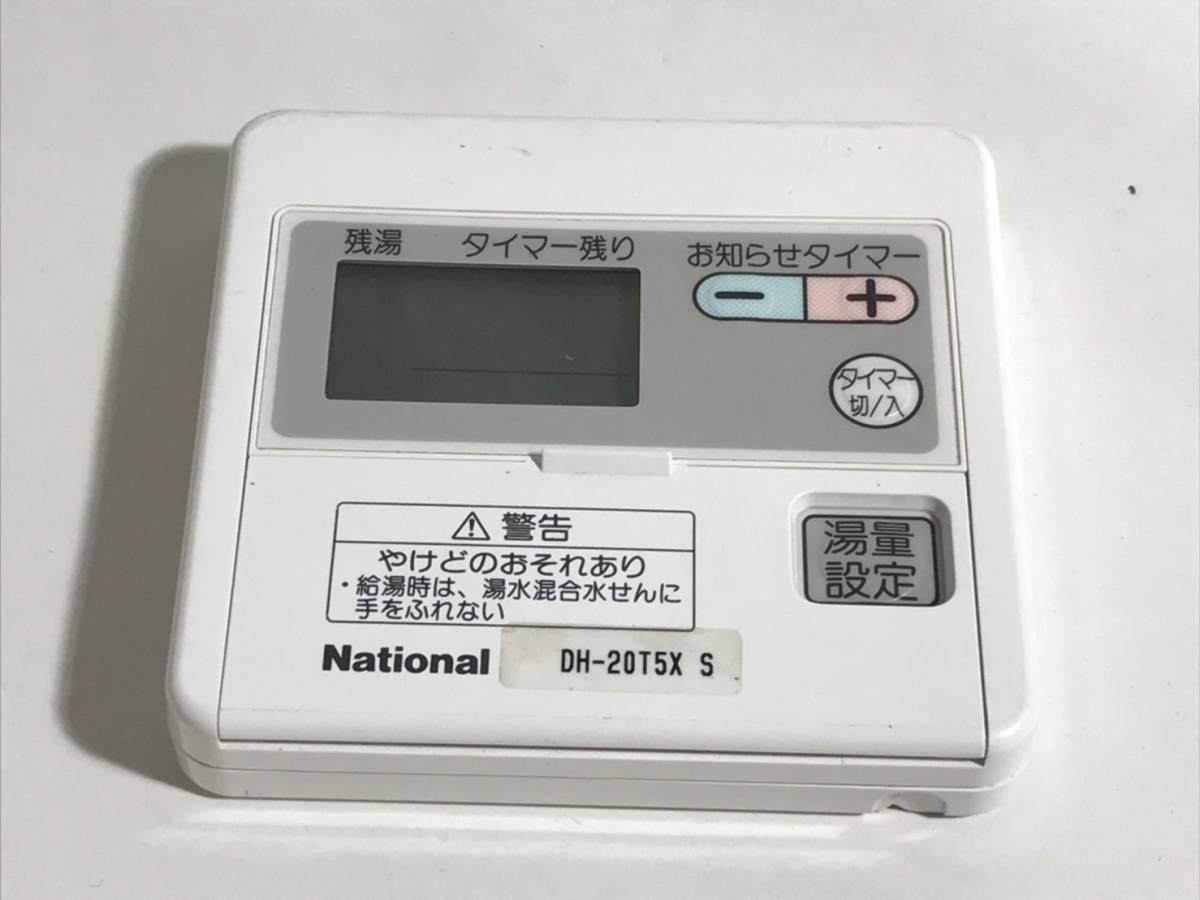 残湯 タイマー残り お知らせタイマー
− +
タイマー
切/入
湯量
設定
⚠ 警告
やけどのおそれあり
・給湯時は、湯水混合水せんに
手をふれない
National DH-20T5X S